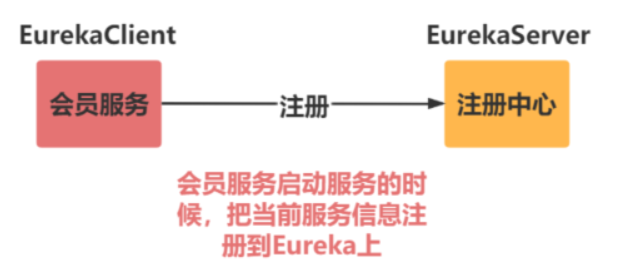 EurekaClient
EurekaServer
会员服务
注册
注册中心
会员服务启动服务的时
候，把当前服务信息注
册到Eureka上